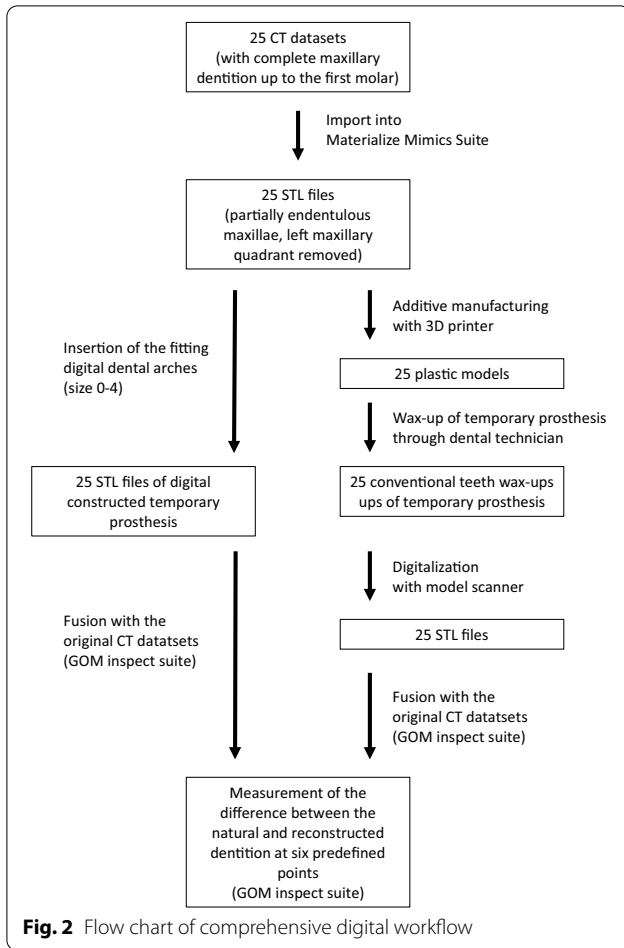 25 CT datasets
(with complete maxillary
dentition up to the first molar)
Import into
Materialize Mimics Suite
25 STL files
(partially endentulous
maxillae, left maxillary
quadrant removed)
Insertion of the fitting
digital dental arches
(size 0-4)
25 STL files of digital
constructed temporary
prosthesis
Fusion with the
original CT datatsets
(GOM inspect suite)
Additive manufacturing
with 3D printer
25 plastic models
Wax-up of temporary prosthesis
through dental technician
25 conventional teeth wax-ups
ups of temporary prosthesis
Digitalization
with model scanner
25 STL files
Fusion with the
original CT datatsets
(GOM inspect suite)
Measurement of the
difference between the
natural and reconstructed
dentition at six predefined
points
(GOM inspect suite)
Fig. 2 Flow chart of comprehensive digital workflow